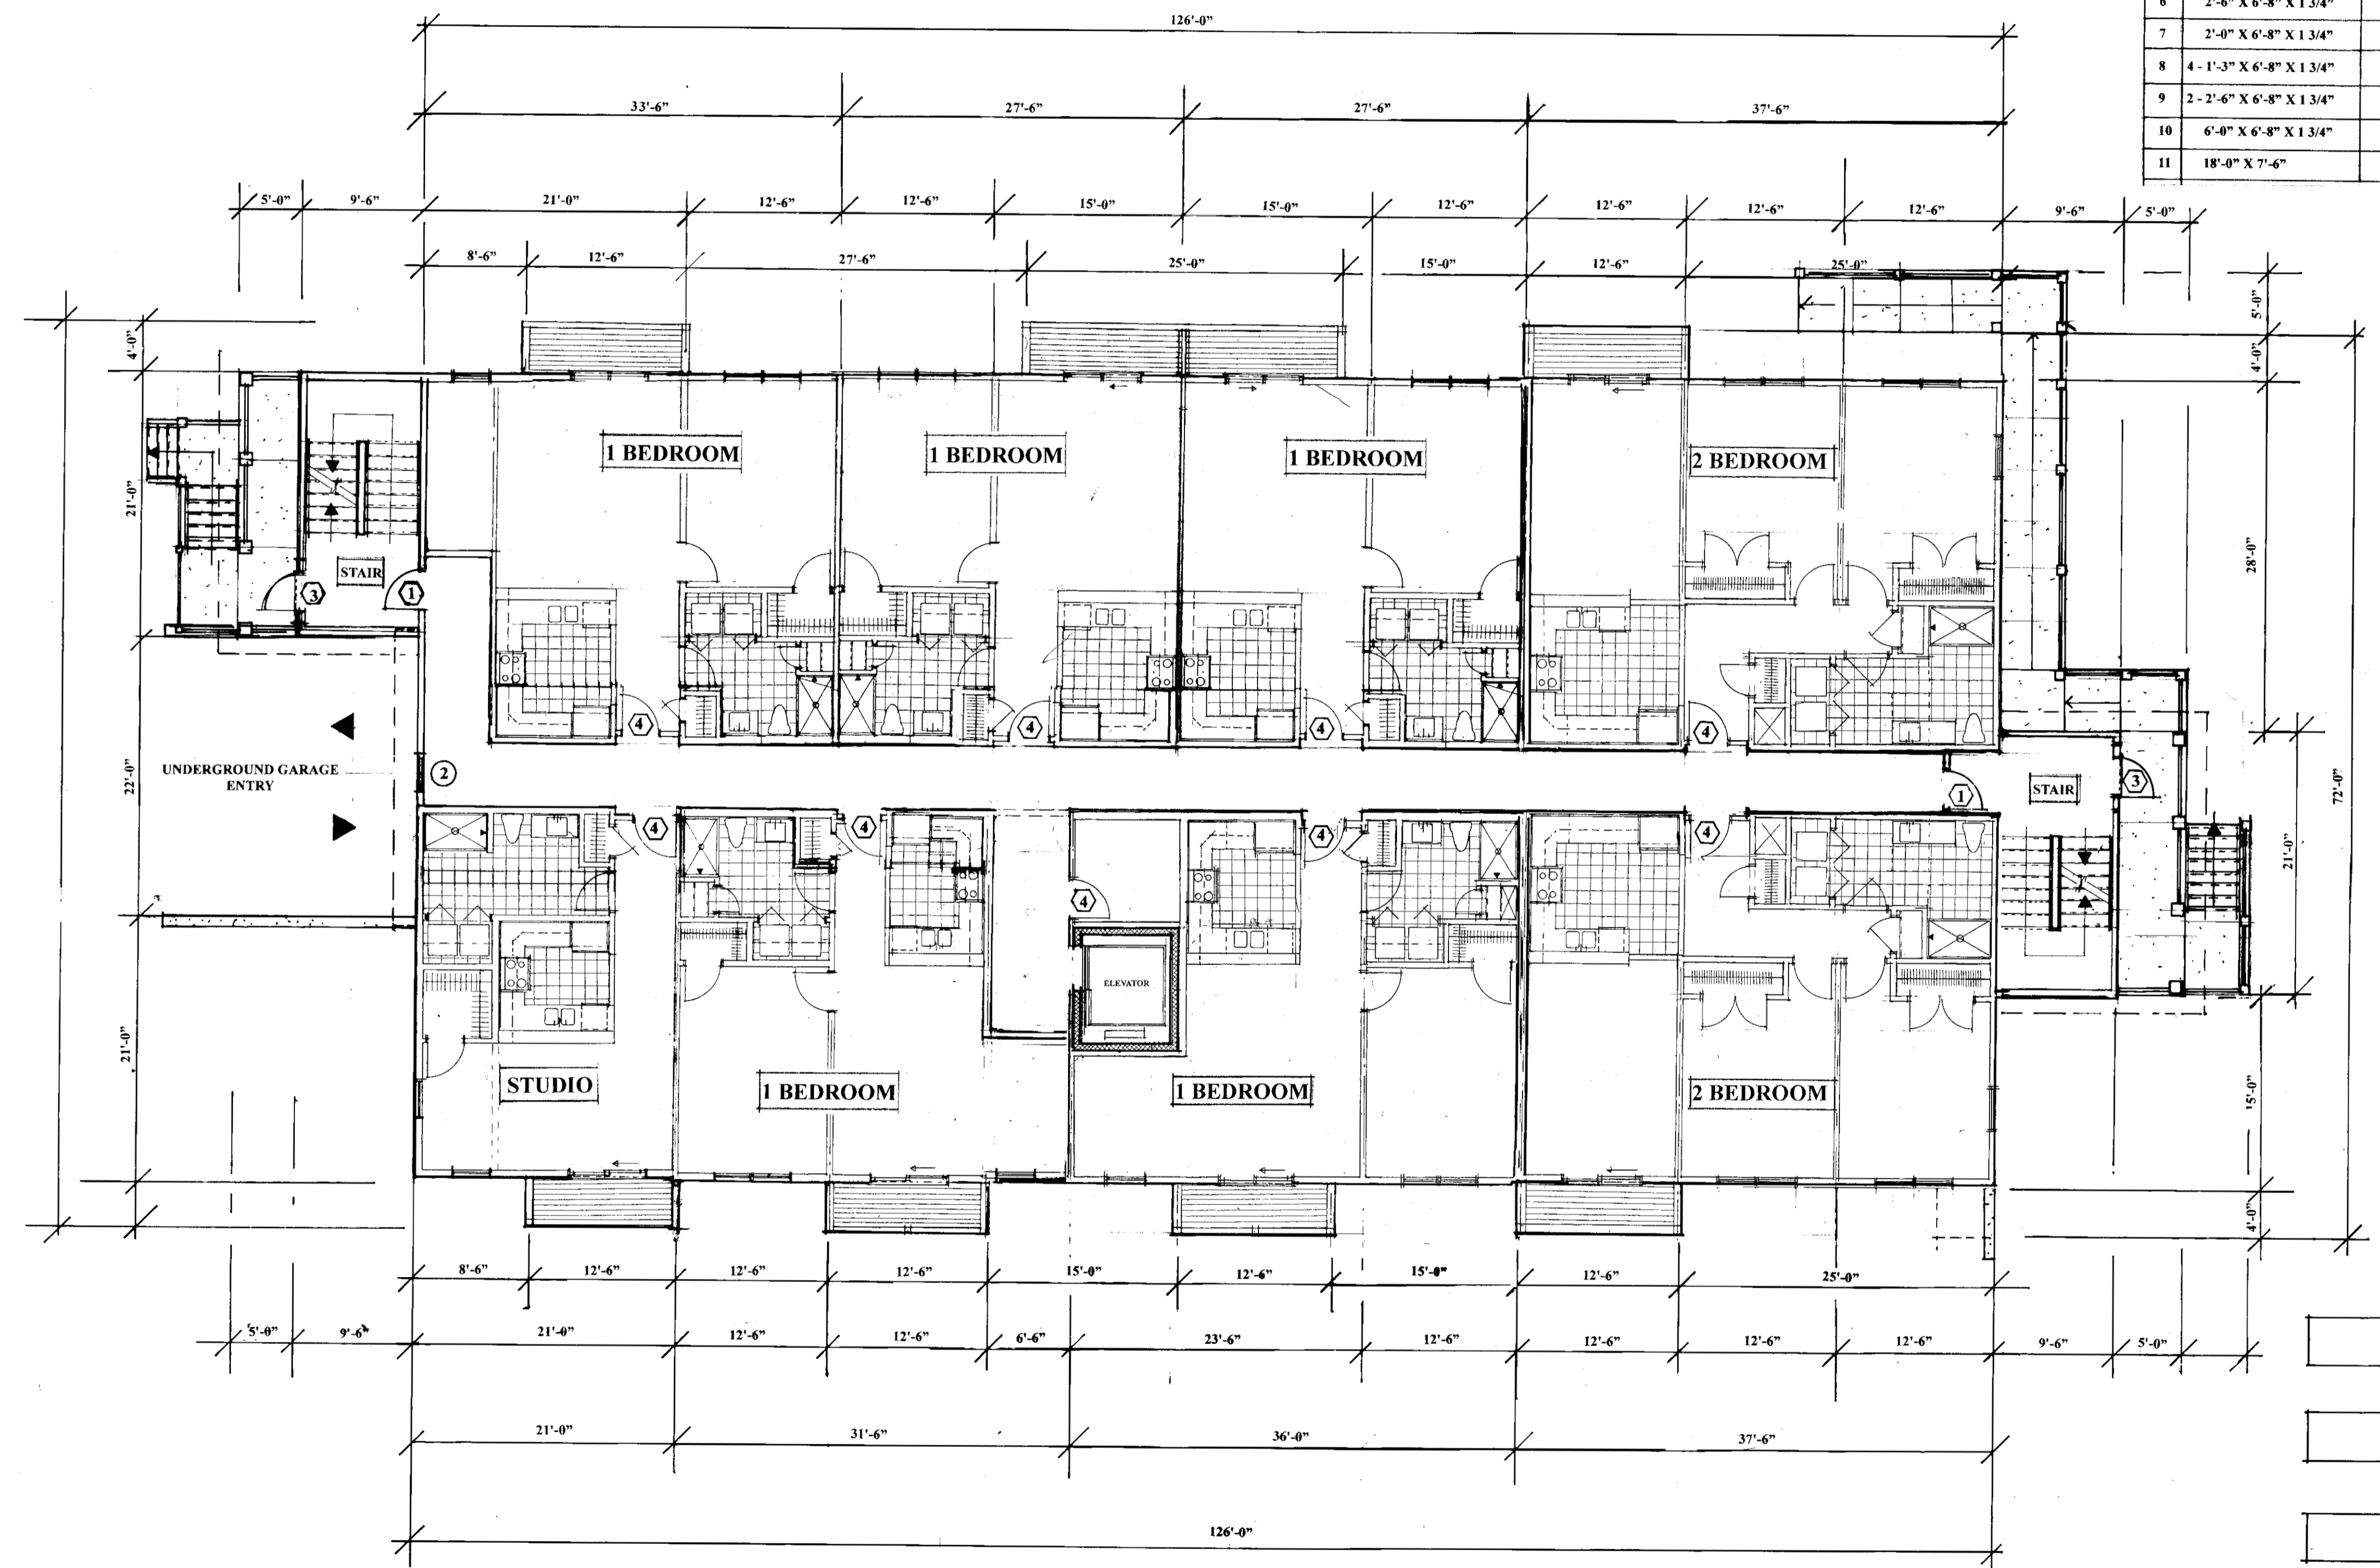 126'-0”
6 2'-6” X 6'-8” X 1 3/4”
7 2'-0” X 6'-8” X 1 3/4”
8 4 - 1'-3” X 6'-8” X 1 3/4”
9 2 - 2'-6” X 6'-8” X 1 3/4”
10 6'-0” X 6'-8” X 1 3/4”
11 18'-0” X 7'-6”
33'-6” 27'-6” 27'-6” 37'-6”
5'-0” 9'-6” 21'-0” 12'-6” 12'-6” 15'-0” 15'-0” 12'-6” 12'-6” 12'-6” 12'-6” 9'-6” 5'-0”
8'-6” 12'-6” 27'-6” 25'-0” 15'-0” 12'-6” 25'-0”
5'-0”
4'-0” 4'-0”
1 BEDROOM 1 BEDROOM 1 BEDROOM 2 BEDROOM
21'-0”
28'-0”
STAIR
3 1
4 4 4 4
UNDERGROUND GARAGE
ENTRY
2
22'-0”
STAIR
1 3
72'-0”
4 4 4 4
21'-0”
4
ELEVATOR
21'-0”
STUDIO 1 BEDROOM 1 BEDROOM 2 BEDROOM
15'-0”
4'-0”
8'-6” 12'-6” 12'-6” 12'-6” 15'-0” 12'-6” 15'-0” 12'-6” 25'-0”
5'-0” 9'-6” 21'-0” 12'-6” 12'-6” 6'-6” 23'-6” 12'-6” 12'-6” 12'-6” 12'-6” 9'-6” 5'-0”
21'-0” 31'-6” 36'-0” 37'-6”
126'-0”